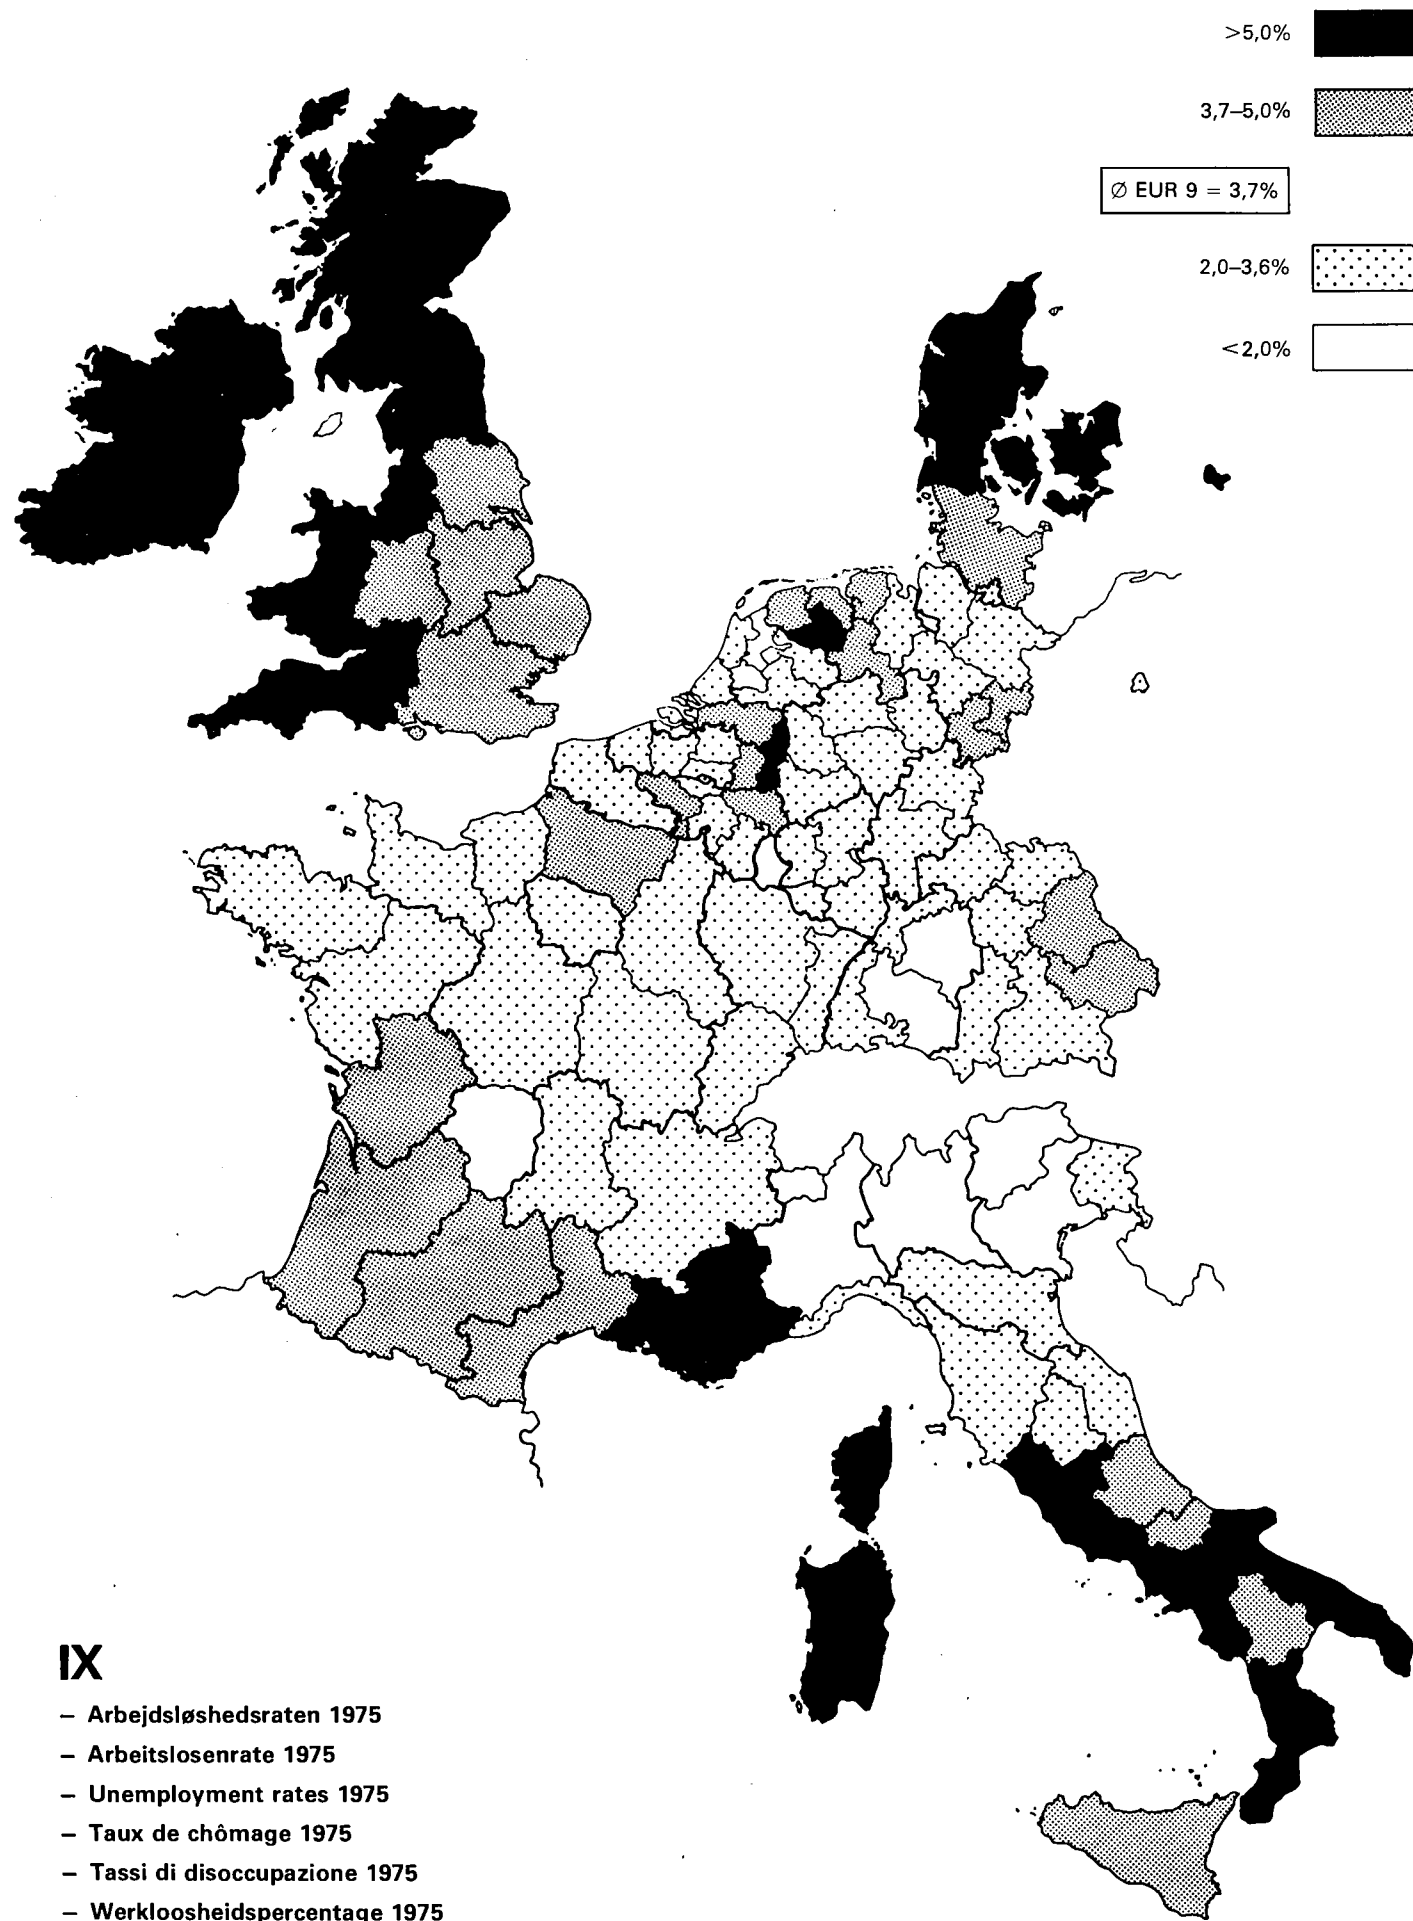 >5,0%
3,7–5,0%
Ø EUR 9 = 3,7%
2,0–3,6%
<2,0%
IX
– Arbejdsløshedsraten 1975
– Arbeitslosenrate 1975
– Unemployment rates 1975
– Taux de chômage 1975
– Tassi di disoccupazione 1975
– Werkloosheidspercentage 1975